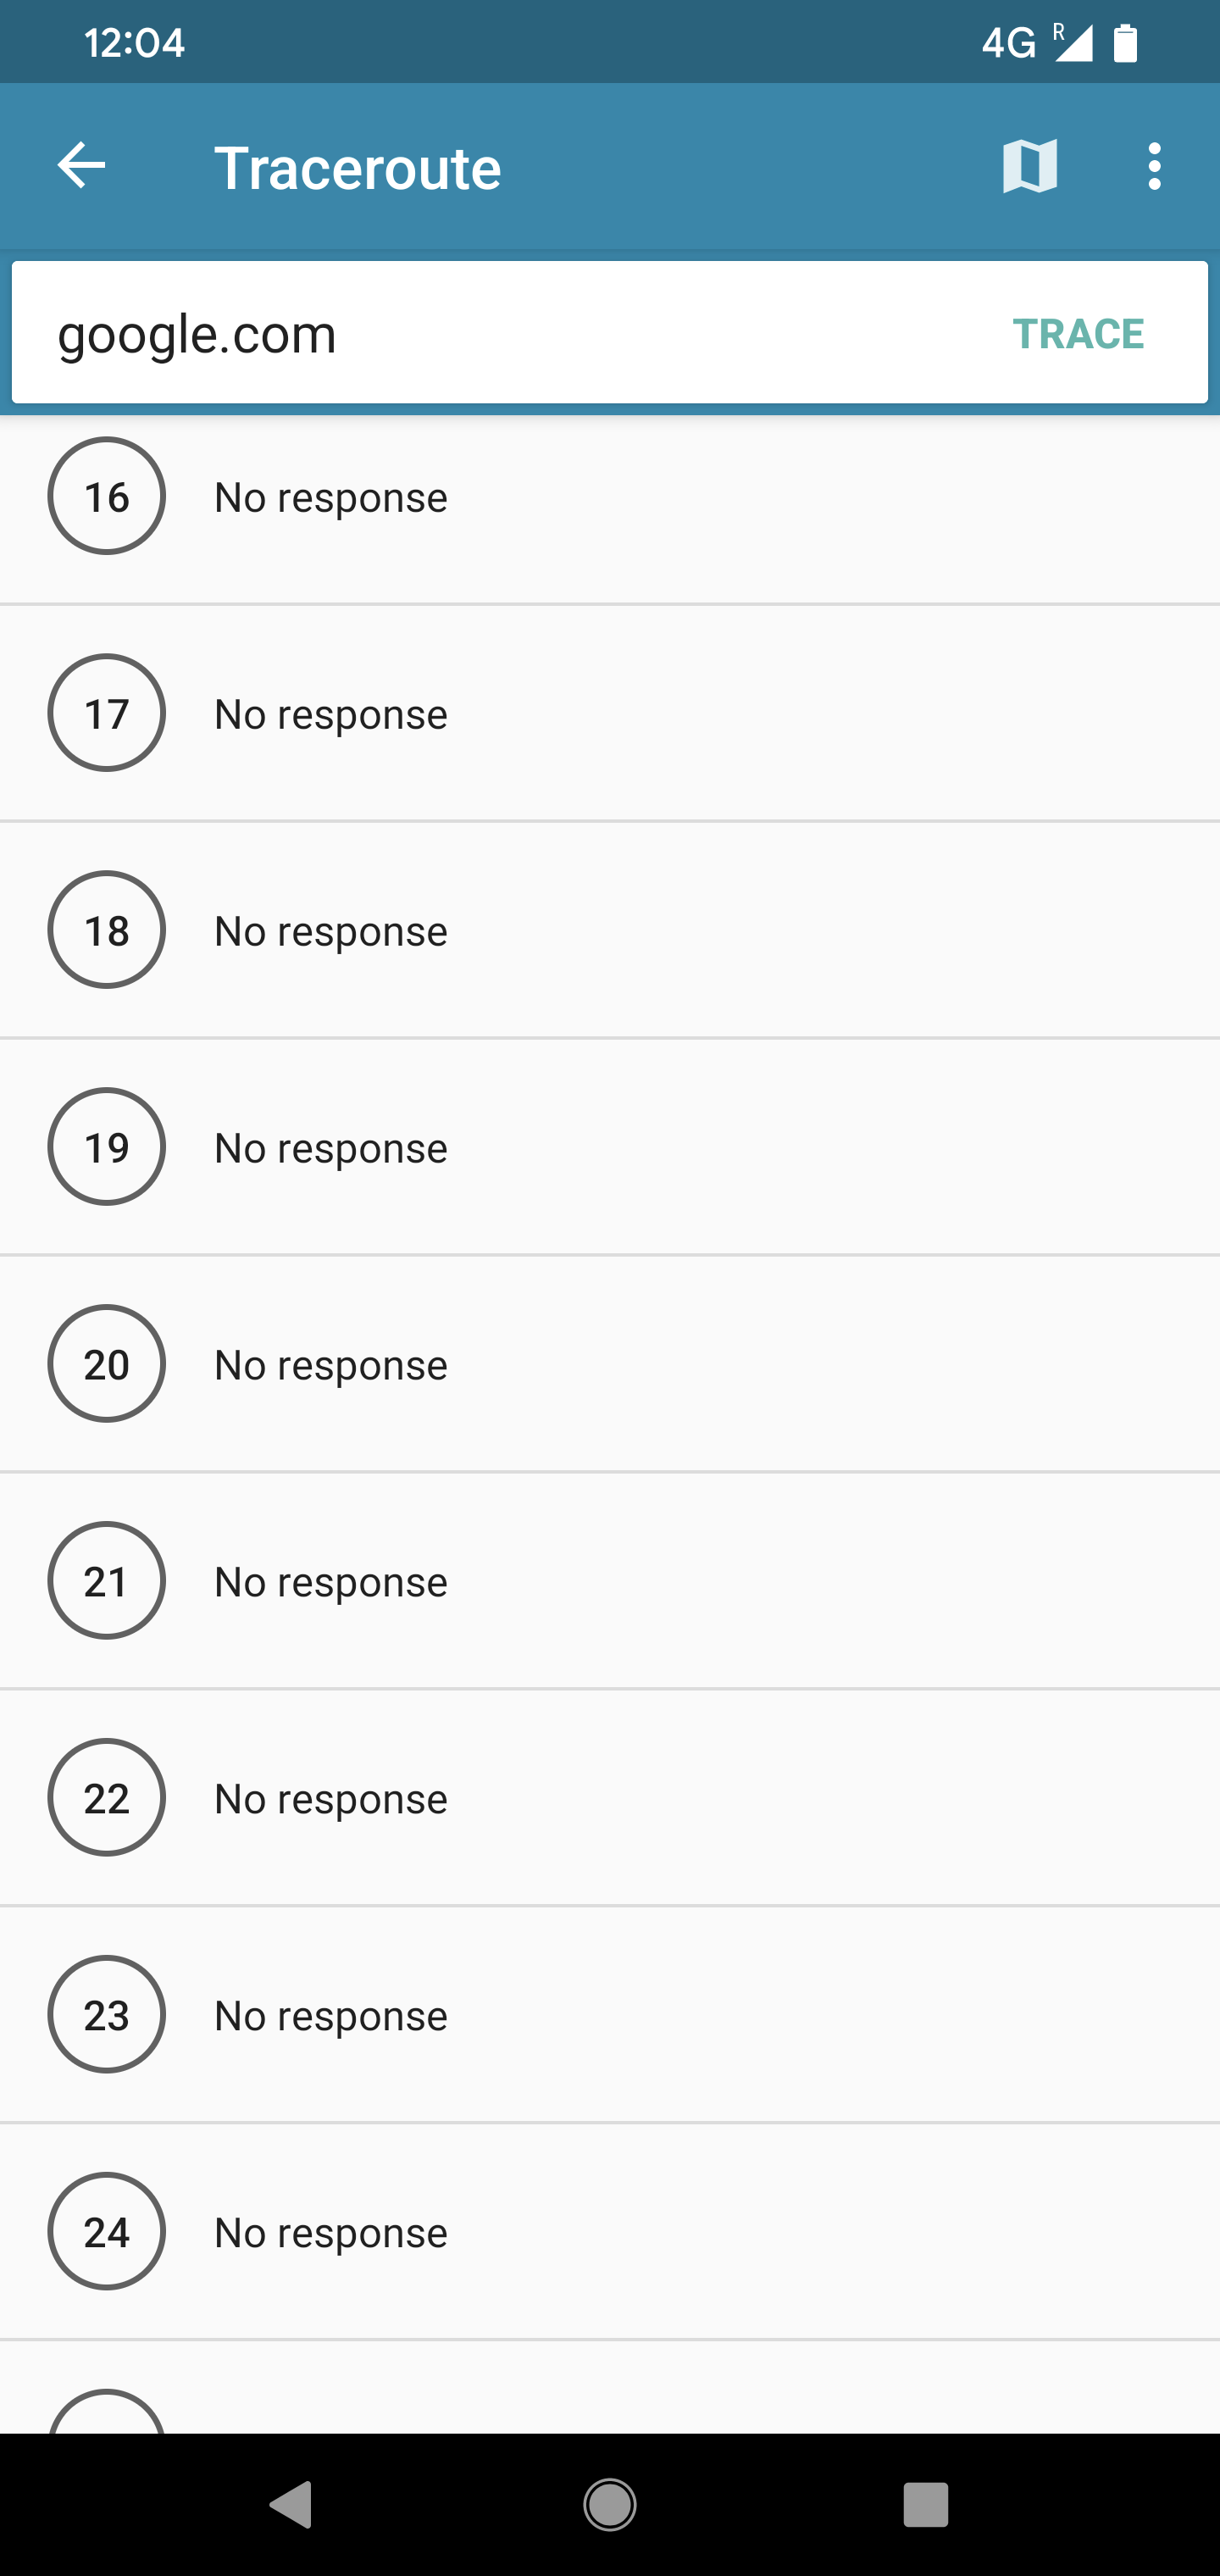 12:04
4G R
Traceroute
google.com
TRACE
16 No response
17 No response
18 No response
19 No response
20 No response
21 No response
22 No response
23 No response
24 No response